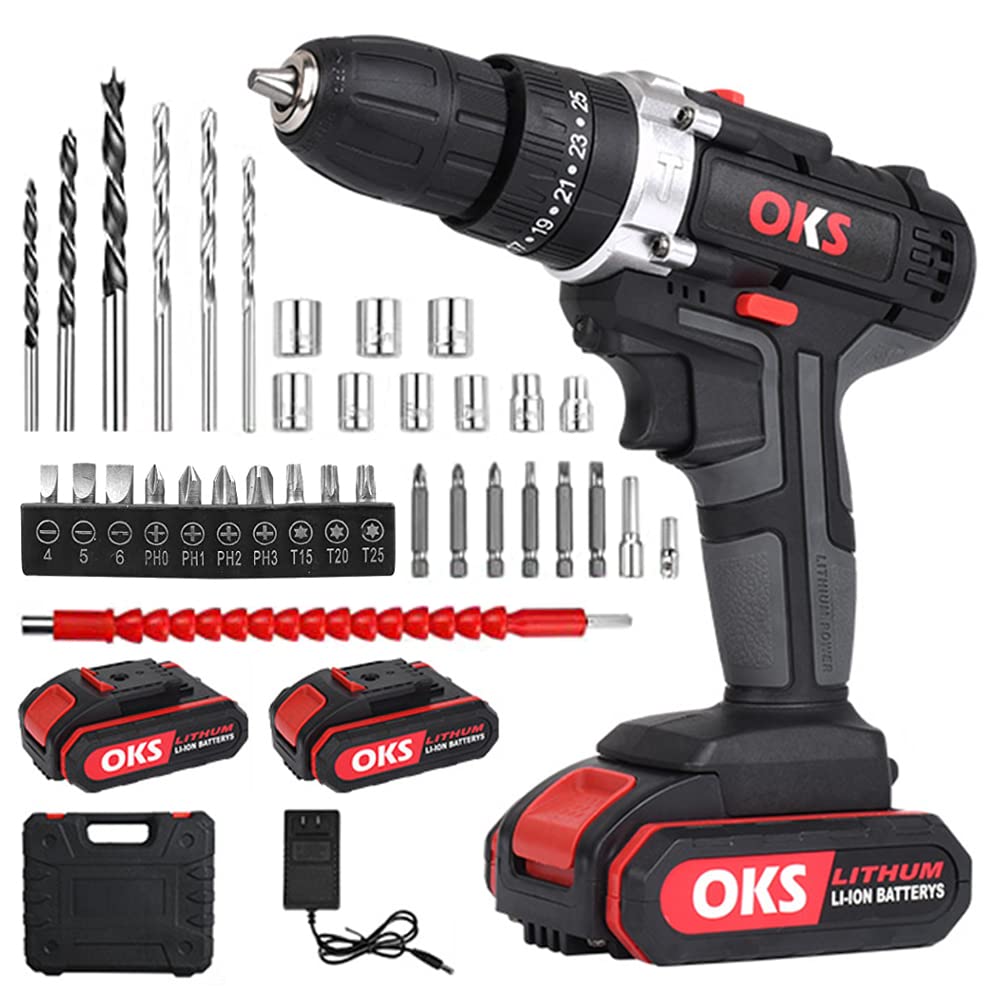 25
23
21
19
17
OKS
LITHIUM POWER
4 5 6 PH0 PH1 PH2 PH3 T15 T20 T25
OKS LITHUM
LI-ION BATTERYS
OKS LITHUM
LI-ION BATTERYS
OKS LITHUM
LI-ION BATTERYS